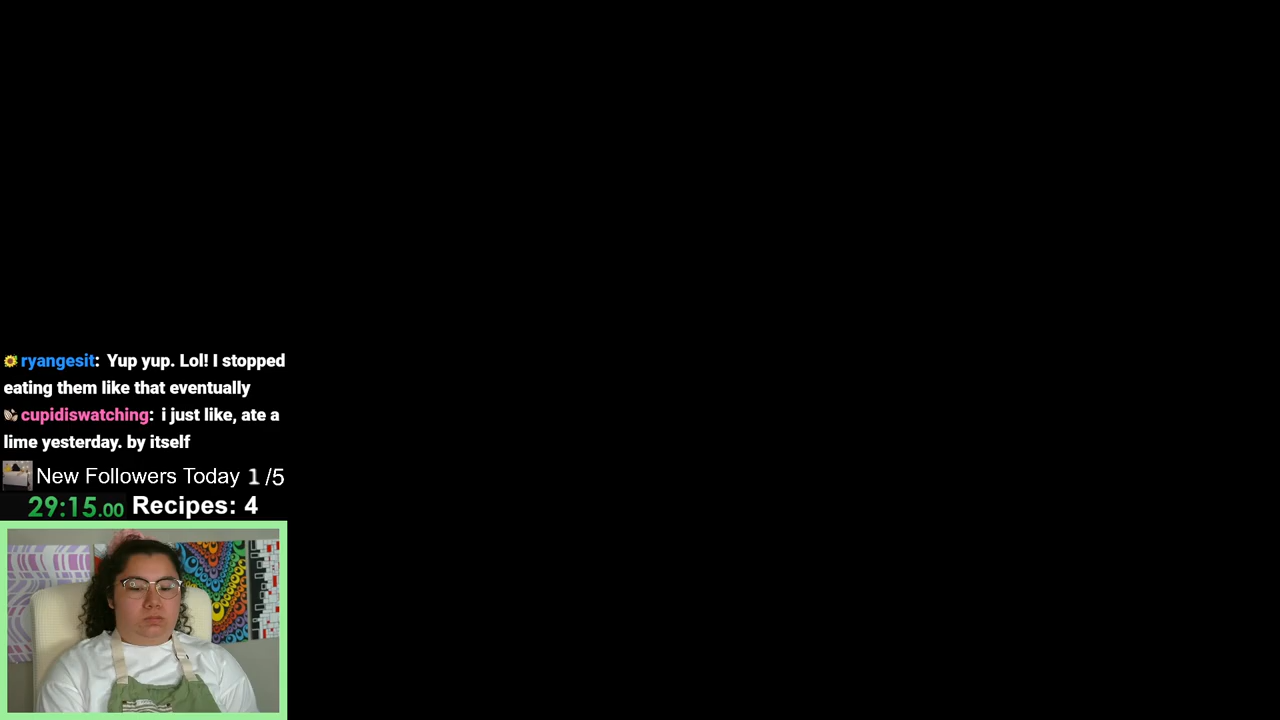 ryangesit: Yup yup. Lol! I stopped
eating them like that eventually
cupidiswatching: i just like, ate a
lime yesterday. by itself
New Followers Today 1 /5
29:15.00 Recipes: 4